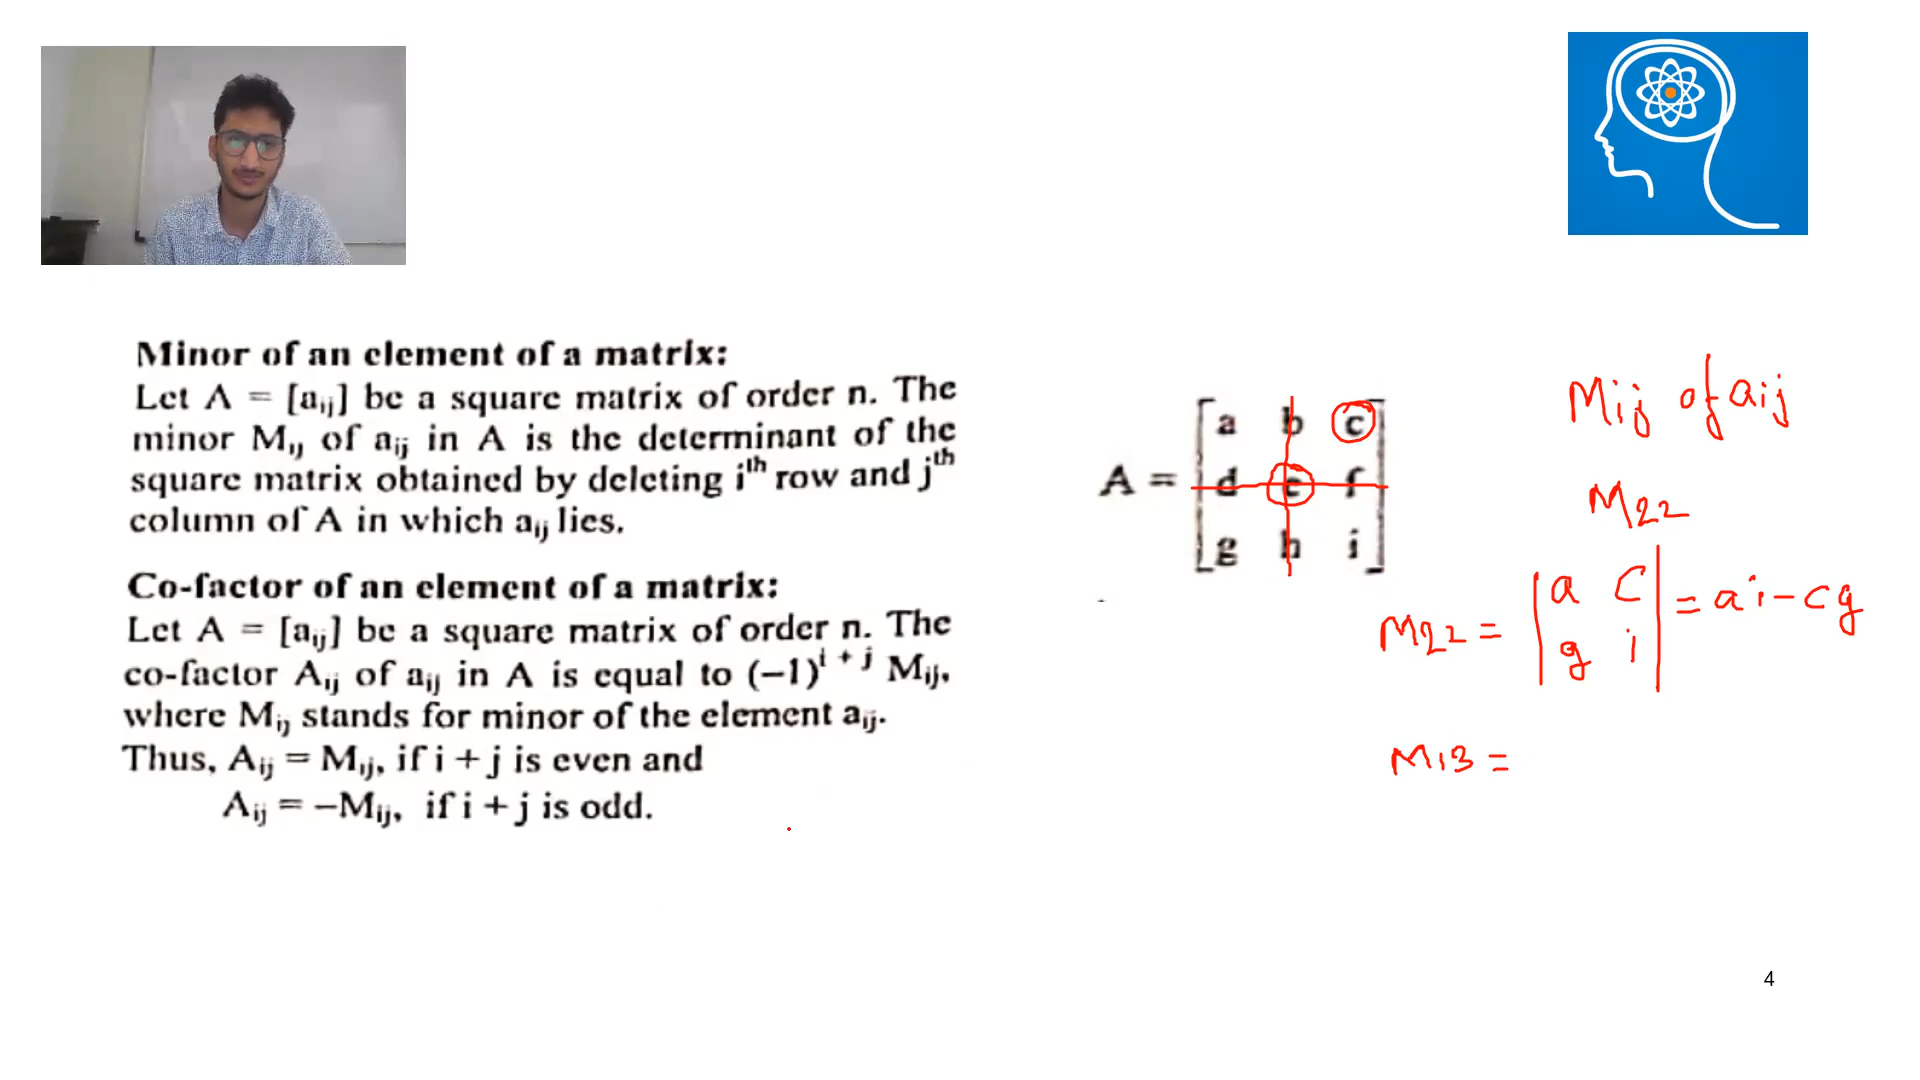 Minor of an element of a matrix:
Let A = [aij] be a square matrix of order n. The
minor Mij of aij in A is the determinant of the
square matrix obtained by deleting ith row and jth
column of A in which aij lies.
Co-factor of an element of a matrix:
Let A = [aij] be a square matrix of order n. The
co-factor Aij of aij in A is equal to (−1)^i + j Mij,
where Mij stands for minor of the element aij.
Thus, Aij = Mij, if i + j is even and
Aij = −Mij, if i + j is odd.
a b c
A = d e f
g h i
Mij of aij
M22
M22 = | a c | = ai − cg
| g i |
M13 =
4